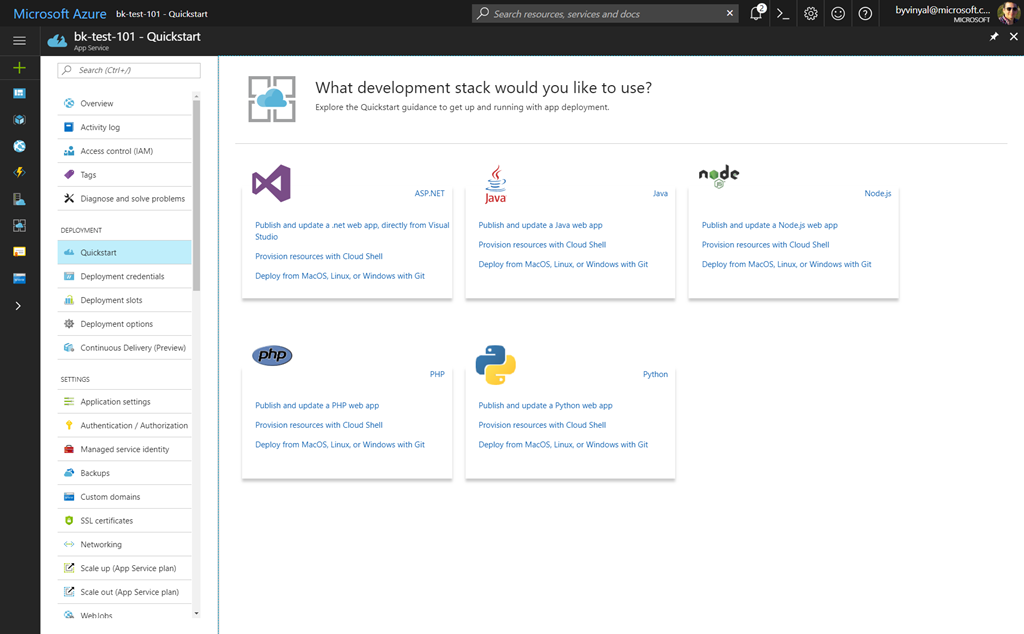 Microsoft Azure bk-test-101 - Quickstart
Search resources, services and docs
2
byvinyal@microsoft.c...
MICROSOFT
bk-test-101 - Quickstart
App Service
Search (Ctrl+/)
Overview
Activity log
Access control (IAM)
Tags
Diagnose and solve problems
DEPLOYMENT
Quickstart
Deployment credentials
Deployment slots
Deployment options
Continuous Delivery (Preview)
SETTINGS
Application settings
Authentication / Authorization
Managed service identity
Backups
Custom domains
SSL certificates
Networking
Scale up (App Service plan)
Scale out (App Service plan)
WebJobs
What development stack would you like to use?
Explore the Quickstart guidance to get up and running with app deployment.
ASP.NET
Publish and update a .net web app, directly from Visual
Studio
Provision resources with Cloud Shell
Deploy from MacOS, Linux, or Windows with Git
Java
Java
Publish and update a Java web app
Provision resources with Cloud Shell
Deploy from MacOS, Linux, or Windows with Git
node
JS
Node.js
Publish and update a Node.js web app
Provision resources with Cloud Shell
Deploy from MacOS, Linux, or Windows with Git
php
PHP
Publish and update a PHP web app
Provision resources with Cloud Shell
Deploy from MacOS, Linux, or Windows with Git
Python
Publish and update a Python web app
Provision resources with Cloud Shell
Deploy from MacOS, Linux, or Windows with Git